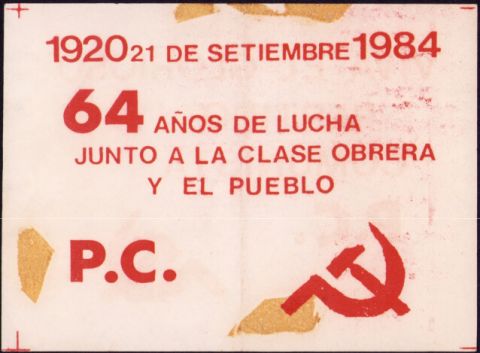 1920 21 DE SETIEMBRE 1984
64 AÑOS DE LUCHA
JUNTO A LA CLASE OBRERA
Y EL PUEBLO
P.C.